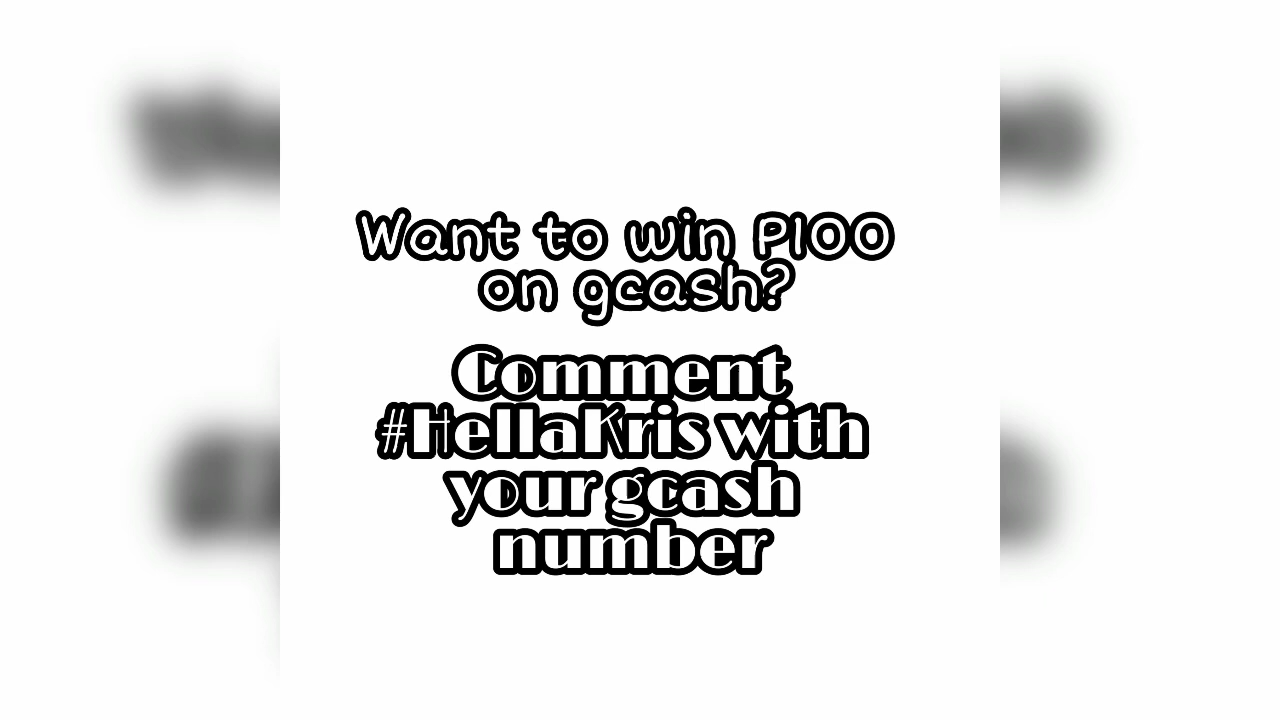 Want to win P100
on gcash?
Comment
#HellaKris with
your gcash
number